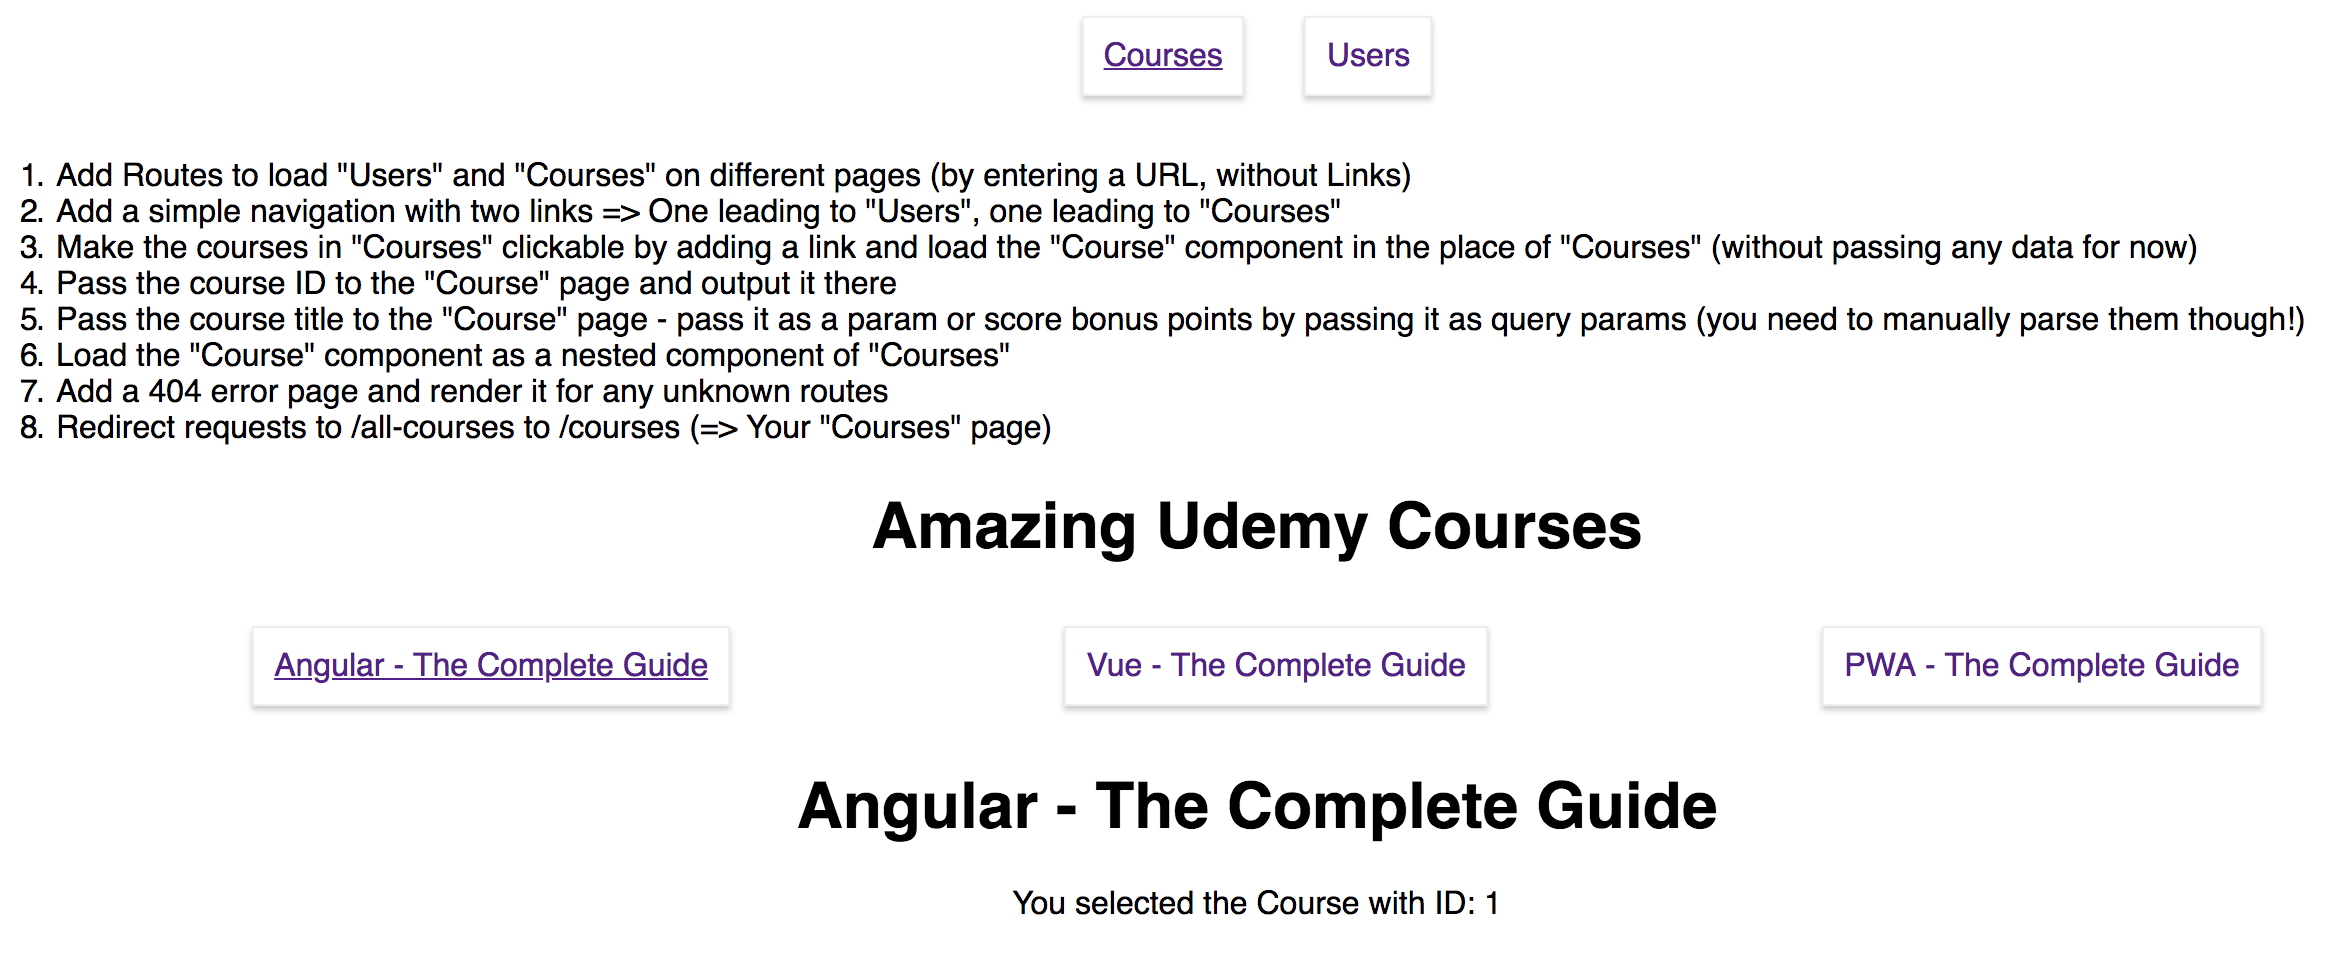 Courses Users
1. Add Routes to load "Users" and "Courses" on different pages (by entering a URL, without Links)
2. Add a simple navigation with two links => One leading to "Users", one leading to "Courses"
3. Make the courses in "Courses" clickable by adding a link and load the "Course" component in the place of "Courses" (without passing any data for now)
4. Pass the course ID to the "Course" page and output it there
5. Pass the course title to the "Course" page - pass it as a param or score bonus points by passing it as query params (you need to manually parse them though!)
6. Load the "Course" component as a nested component of "Courses"
7. Add a 404 error page and render it for any unknown routes
8. Redirect requests to /all-courses to /courses (=> Your "Courses" page)
Amazing Udemy Courses
Angular - The Complete Guide Vue - The Complete Guide PWA - The Complete Guide
Angular - The Complete Guide
You selected the Course with ID: 1